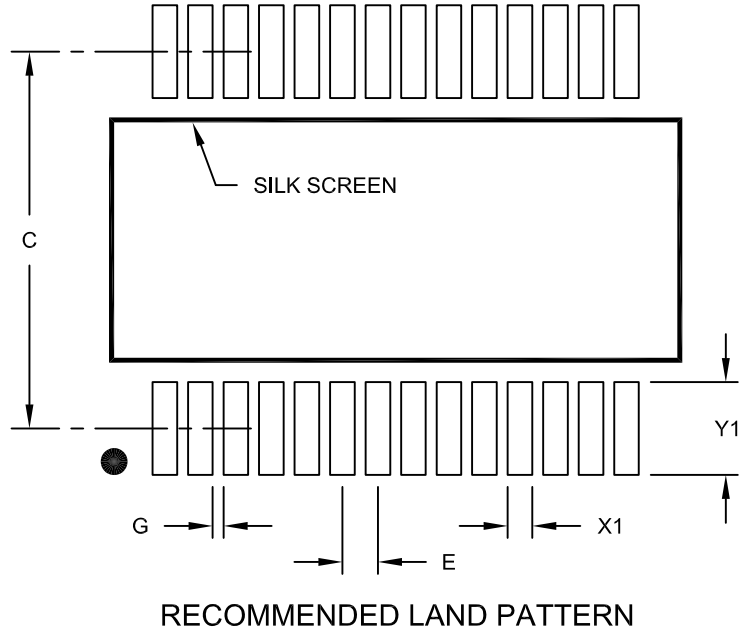 SILK SCREEN
C
Y1
G
X1
E
RECOMMENDED LAND PATTERN